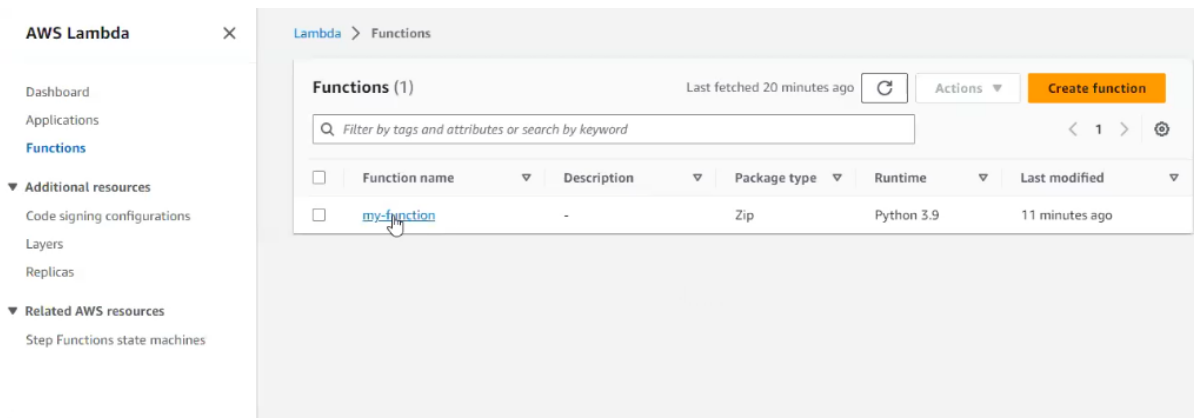 AWS Lambda
Dashboard
Applications
Functions
Additional resources
Code signing configurations
Layers
Replicas
Related AWS resources
Step Functions state machines
Lambda > Functions
Functions (1) Last fetched 20 minutes ago Actions Create function
Filter by tags and attributes or search by keyword 1
Function name Description Package type Runtime Last modified
my-function - Zip Python 3.9 11 minutes ago